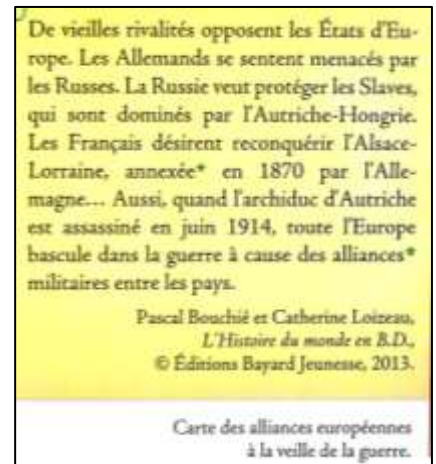 De vieilles rivalités opposent les États d'Eu-
rope. Les Allemands se sentent menacés par
les Russes. La Russie veut protéger les Slaves,
qui sont dominés par l'Autriche-Hongrie.
Les Français désirent reconquérir l'Alsace-
Lorraine, annexée* en 1870 par l'Alle-
magne... Aussi, quand l'archiduc d'Autriche
est assassiné en juin 1914, toute l'Europe
bascule dans la guerre à cause des alliances*
militaires entre les pays.
Pascal Bouchié et Catherine Loizeau,
L'Histoire du monde en B.D.,
© Éditions Bayard Jeunesse, 2013.
Carte des alliances européennes
à la veille de la guerre.